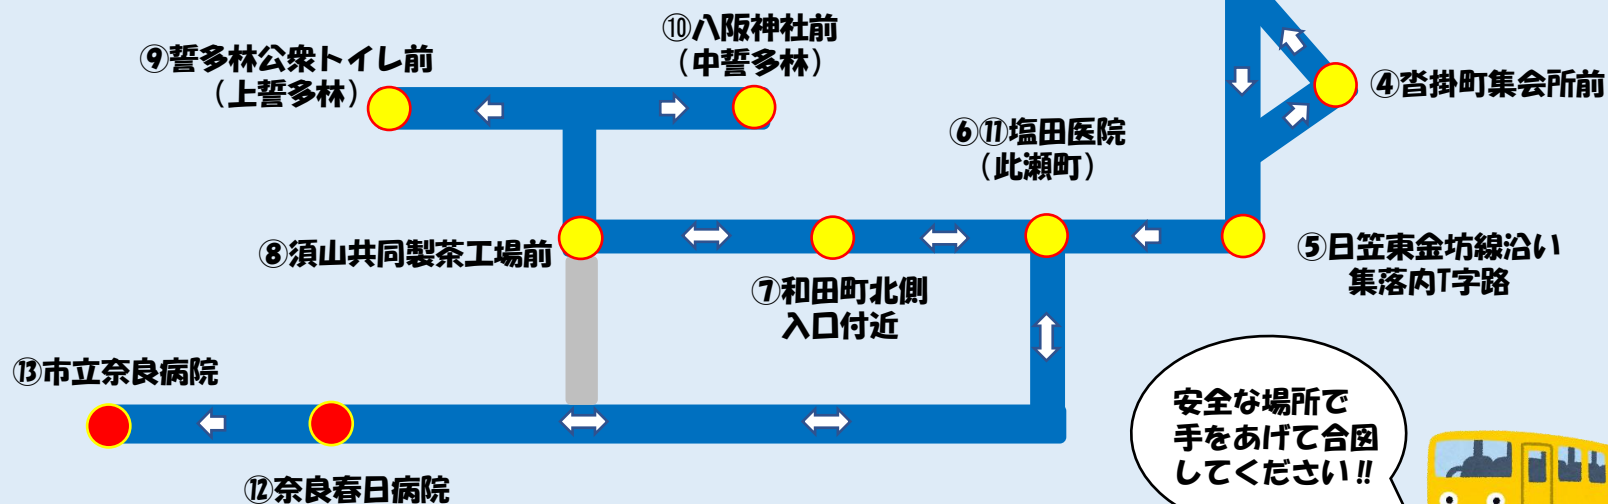 ⑩八阪神社前
(中誓多林)
⑨誓多林公衆トイレ前
(上誓多林)
④沓掛町集会所前
⑥⑪塩田医院
(此瀬町)
⑧須山共同製茶工場前
⑤日笠東金坊線沿い
集落内T字路
⑦和田町北側
入口付近
⑬市立奈良病院
安全な場所で
手をあげて合図
してください!!
⑫奈良春日病院